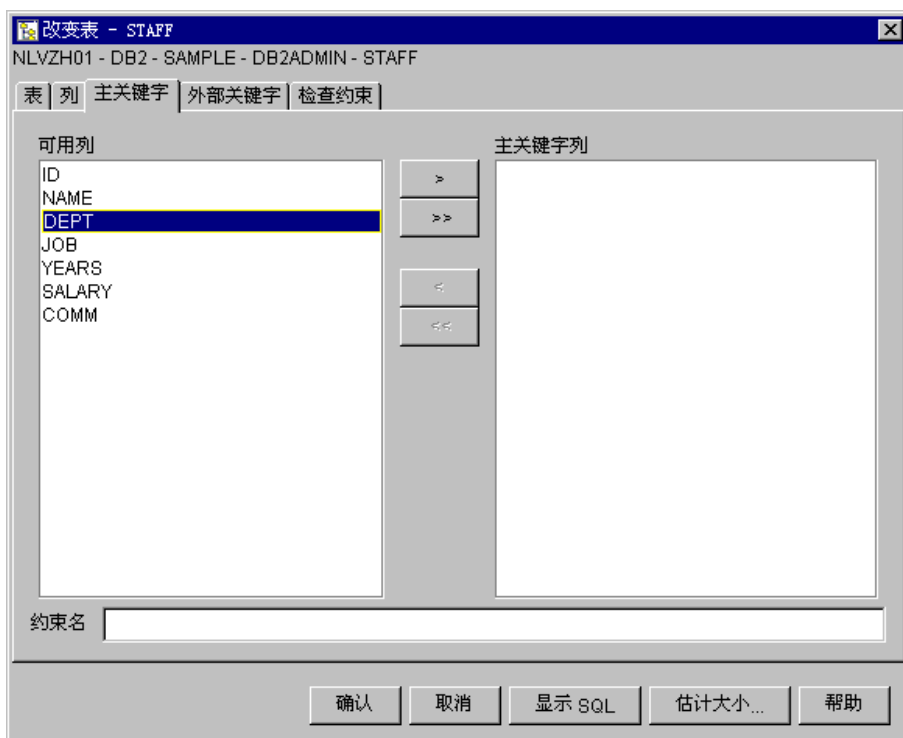 改变表 - STAFF
NLVZH01 - DB2 - SAMPLE - DB2ADMIN - STAFF
表 列 主关键字 外部关键字 检查约束
可用列
主关键字列
ID
NAME
DEPT
JOB
YEARS
SALARY
COMM
>
>>
<
<<
约束名
确认 取消 显示 SQL 估计大小... 帮助